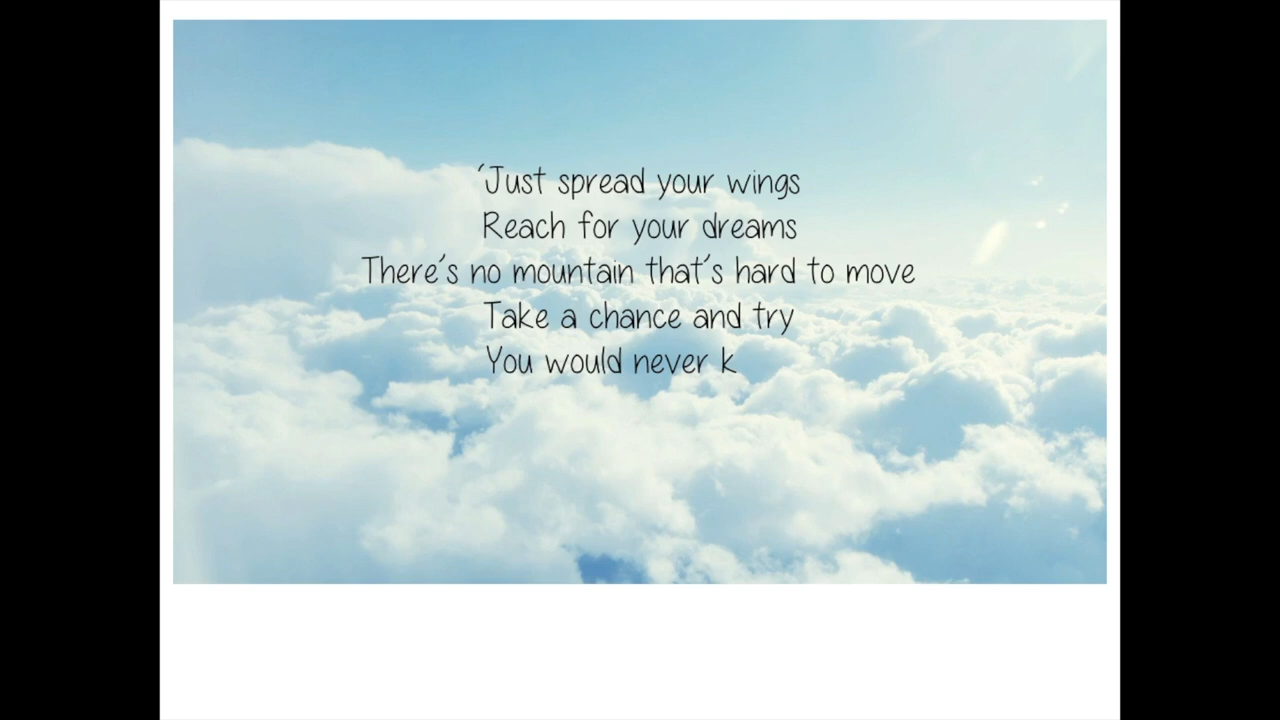 'Just spread your wings
Reach for your dreams
There's no mountain that's hard to move
Take a chance and try
You would never k